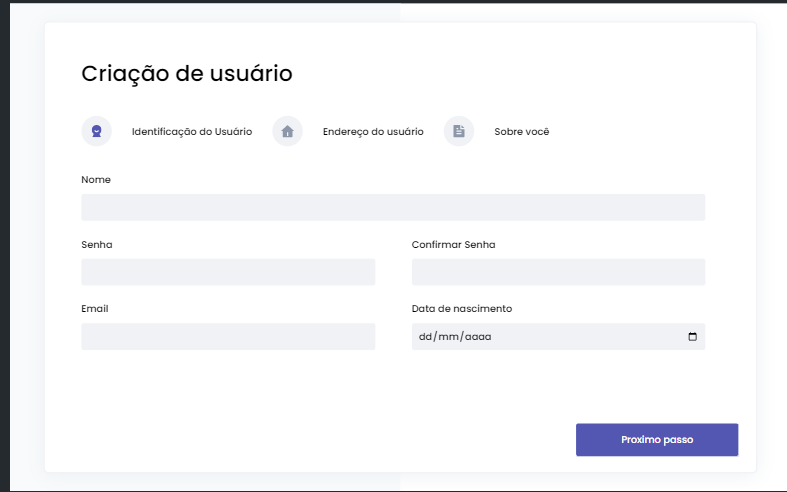 Criação de usuário
Identificação do Usuário Endereço do usuário Sobre você
Nome
Senha Confirmar Senha
Email Data de nascimento
dd/mm/aaaa
Proximo passo